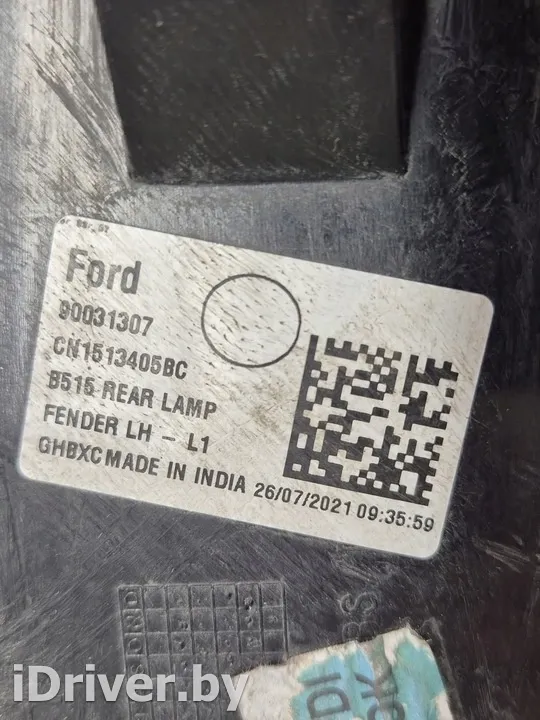 Ford
90031307
CN1513405BC
B515 REAR LAMP
FENDER LH - L1
GHBXC MADE IN INDIA 26/07/2021 09:35:59
iDriver.by